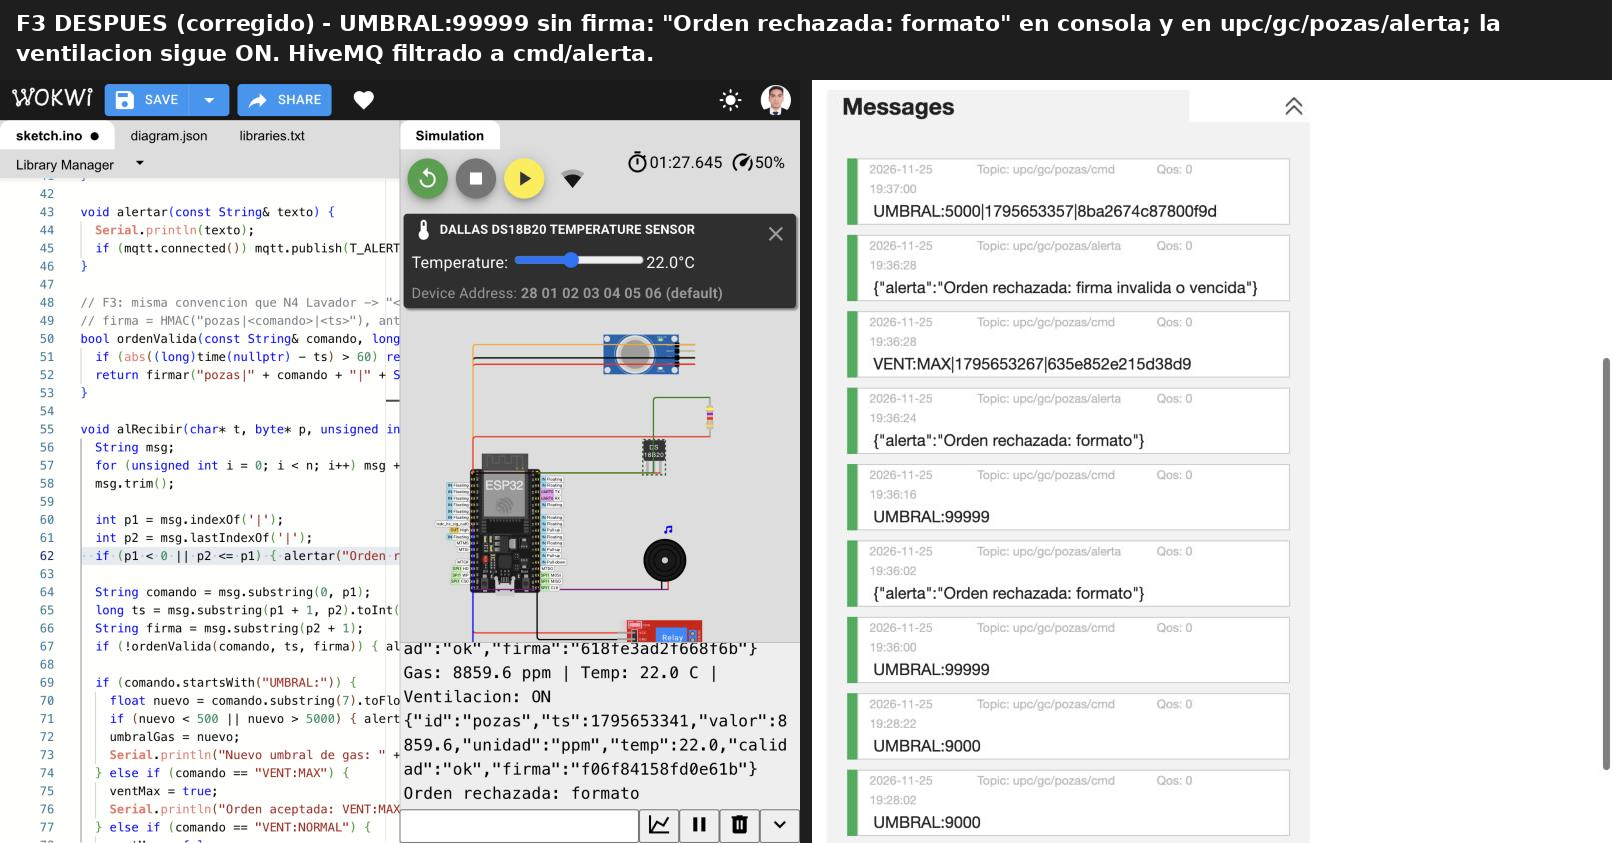 F3 DESPUES (corregido) - UMBRAL:99999 sin firma: "Orden rechazada: formato" en consola y en upc/gc/pozas/alerta; la
ventilacion sigue ON. HiveMQ filtrado a cmd/alerta.
WOKWI
SAVE
SHARE
sketch.ino ●
diagram.json
libraries.txt
Library Manager
42
43 void alertar(const String& texto) {
44 Serial.println(texto);
45 if (mqtt.connected()) mqtt.publish(T_ALERT
46 }
47
48 // F3: misma convencion que N4 Lavador -> "<
49 // firma = HMAC("pozas|<comando>|<ts>"), ant
50 bool ordenValida(const String& comando, long
51 if (abs((long)time(nullptr) - ts) > 60) re
52 return firmar("pozas|" + comando + "|" + S
53 }
54
55 void alRecibir(char* t, byte* p, unsigned in
56 String msg;
57 for (unsigned int i = 0; i < n; i++) msg +
58 msg.trim();
59
60 int p1 = msg.indexOf('|');
61 int p2 = msg.lastIndexOf('|');
62 if (p1 < 0 || p2 <= p1) { alertar("Orden r
63
64 String comando = msg.substring(0, p1);
65 long ts = msg.substring(p1 + 1, p2).toInt(
66 String firma = msg.substring(p2 + 1);
67 if (!ordenValida(comando, ts, firma)) { al
68
69 if (comando.startsWith("UMBRAL:")) {
70 float nuevo = comando.substring(7).toFlo
71 if (nuevo < 500 || nuevo > 5000) { alert
72 umbralGas = nuevo;
73 Serial.println("Nuevo umbral de gas: " +
74 } else if (comando == "VENT:MAX") {
75 ventMax = true;
76 Serial.println("Orden aceptada: VENT:MAX
77 } else if (comando == "VENT:NORMAL") {
Simulation
01:27.645
50%
DALLAS DS18B20 TEMPERATURE SENSOR
Temperature: 22.0°C
Device Address: 28 01 02 03 04 05 06 (default)
DS
18B20
ESP32
Relay
ad":"ok","firma":"618fe3ad2f668f6b"}
Gas: 8859.6 ppm | Temp: 22.0 C |
Ventilacion: ON
{"id":"pozas","ts":1795653341,"valor":8
859.6,"unidad":"ppm","temp":22.0,"calid
ad":"ok","firma":"f06f84158fd0e61b"}
Orden rechazada: formato
Messages
2026-11-25 Topic: upc/gc/pozas/cmd Qos: 0
19:37:00
UMBRAL:5000|1795653357|8ba2674c87800f9d
2026-11-25 Topic: upc/gc/pozas/alerta Qos: 0
19:36:28
{"alerta":"Orden rechazada: firma invalida o vencida"}
2026-11-25 Topic: upc/gc/pozas/cmd Qos: 0
19:36:28
VENT:MAX|1795653267|635e852e215d38d9
2026-11-25 Topic: upc/gc/pozas/alerta Qos: 0
19:36:24
{"alerta":"Orden rechazada: formato"}
2026-11-25 Topic: upc/gc/pozas/cmd Qos: 0
19:36:16
UMBRAL:99999
2026-11-25 Topic: upc/gc/pozas/alerta Qos: 0
19:36:02
{"alerta":"Orden rechazada: formato"}
2026-11-25 Topic: upc/gc/pozas/cmd Qos: 0
19:36:00
UMBRAL:99999
2026-11-25 Topic: upc/gc/pozas/cmd Qos: 0
19:28:22
UMBRAL:9000
2026-11-25 Topic: upc/gc/pozas/cmd Qos: 0
19:28:02
UMBRAL:9000